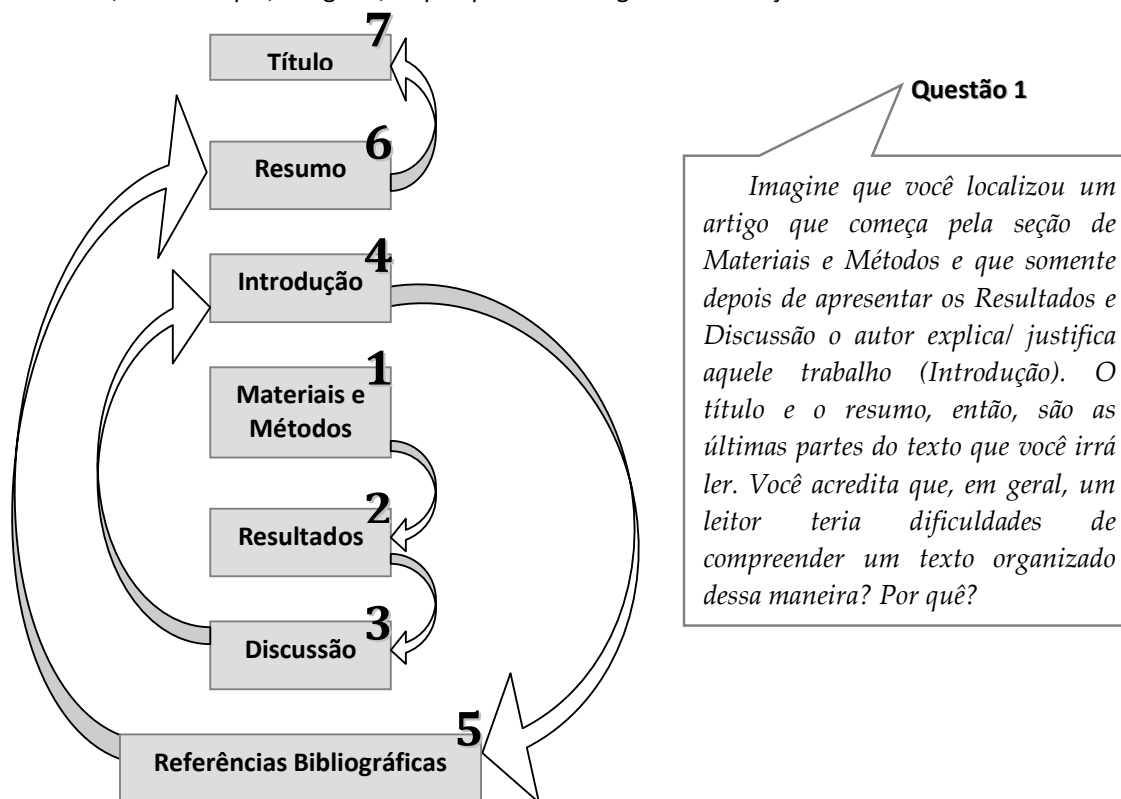 7
Título
6
Resumo
4
Introdução
1
Materiais e
Métodos
2
Resultados
3
Discussão
5
Referências Bibliográficas
Questão 1
Imagine que você localizou um
artigo que começa pela seção de
Materiais e Métodos e que somente
depois de apresentar os Resultados e
Discussão o autor explica/ justifica
aquele trabalho (Introdução). O
título e o resumo, então, são as
últimas partes do texto que você irrá
ler. Você acredita que, em geral, um
leitor teria dificuldades de
compreender um texto organizado
dessa maneira? Por quê?